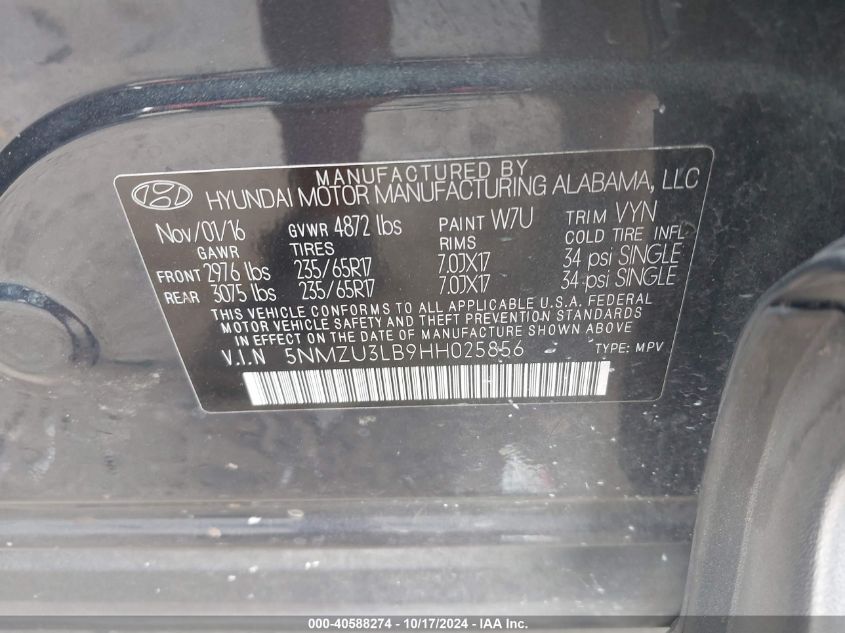 MANUFACTURED BY
HYUNDAI MOTOR MANUFACTURING ALABAMA, LLC
Nov/01/16 GVWR 4872 lbs PAINT W7U TRIM VYN
GAWR TIRES RIMS COLD TIRE INFL
FRONT 2976 lbs 235/65R17 7.0JX17 34 psi SINGLE
REAR 3075 lbs 235/65R17 7.0JX17 34 psi SINGLE
THIS VEHICLE CONFORMS TO ALL APPLICABLE U.S.A. FEDERAL
MOTOR VEHICLE SAFETY AND THEFT PREVENTION STANDARDS
IN EFFECT ON THE DATE OF MANUFACTURE SHOWN ABOVE
V.I.N 5NMZU3LB9HH025856 TYPE: MPV
000-40588274 - 10/17/2024 - IAA Inc.